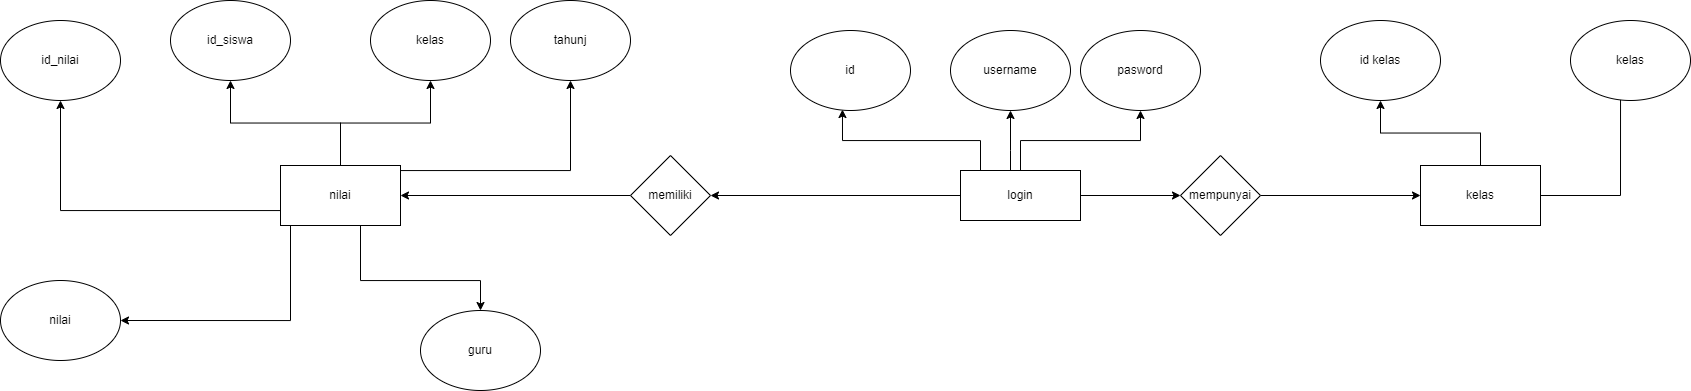 id_nilai
id_siswa
kelas
tahunj
id
username
pasword
id kelas
kelas
nilai
memiliki
login
mempunyai
kelas
nilai
guru